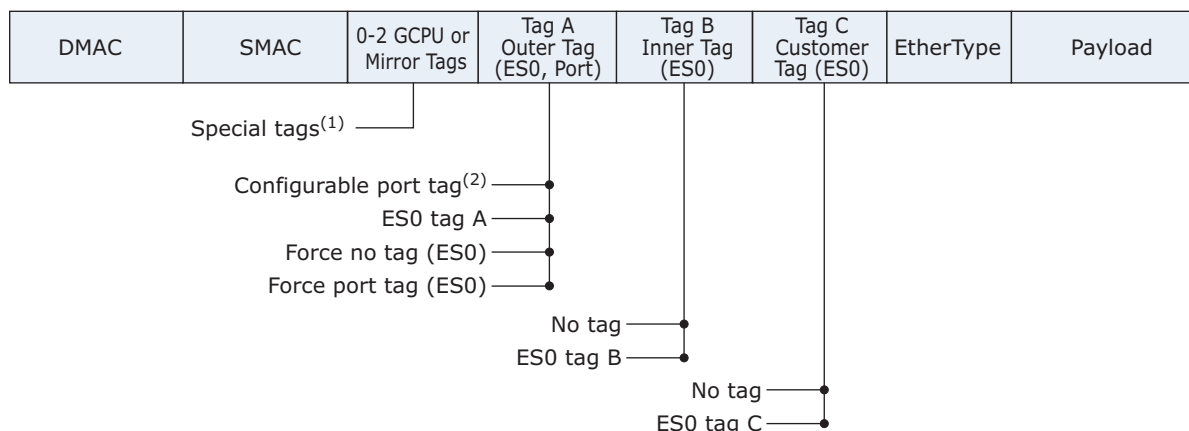 DMAC
SMAC
0-2 GCPU or
Mirror Tags
Tag A
Outer Tag
(ES0, Port)
Tag B
Inner Tag
(ES0)
Tag C
Customer
Tag (ES0)
EtherType
Payload
Special tags(1)
Configurable port tag(2)
ES0 tag A
Force no tag (ES0)
Force port tag (ES0)
No tag
ES0 tag B
No tag
ES0 tag C